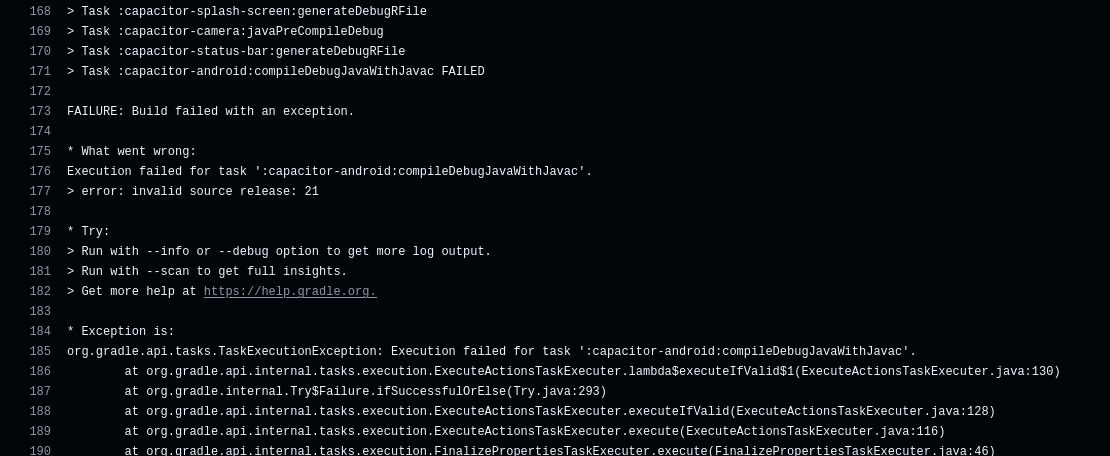 168 > Task :capacitor-splash-screen:generateDebugRFile
169 > Task :capacitor-camera:javaPreCompileDebug
170 > Task :capacitor-status-bar:generateDebugRFile
171 > Task :capacitor-android:compileDebugJavaWithJavac FAILED
172
173 FAILURE: Build failed with an exception.
174
175 * What went wrong:
176 Execution failed for task ':capacitor-android:compileDebugJavaWithJavac'.
177 > error: invalid source release: 21
178
179 * Try:
180 > Run with --info or --debug option to get more log output.
181 > Run with --scan to get full insights.
182 > Get more help at https://help.gradle.org.
183
184 * Exception is:
185 org.gradle.api.tasks.TaskExecutionException: Execution failed for task ':capacitor-android:compileDebugJavaWithJavac'.
186 at org.gradle.api.internal.tasks.execution.ExecuteActionsTaskExecuter.lambda$executeIfValid$1(ExecuteActionsTaskExecuter.java:130)
187 at org.gradle.internal.Try$Failure.ifSuccessfulOrElse(Try.java:293)
188 at org.gradle.api.internal.tasks.execution.ExecuteActionsTaskExecuter.executeIfValid(ExecuteActionsTaskExecuter.java:128)
189 at org.gradle.api.internal.tasks.execution.ExecuteActionsTaskExecuter.execute(ExecuteActionsTaskExecuter.java:116)
190 at org.gradle.api.internal.tasks.execution.FinalizePropertiesTaskExecuter.execute(FinalizePropertiesTaskExecuter.java:46)